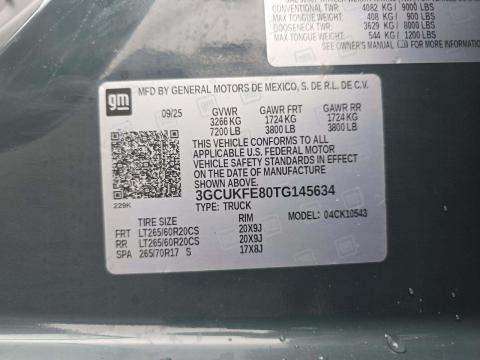 CONVENTIONAL TWR: 4082 KG / 9000 LBS
MAX TONGUE WEIGHT: 408 KG / 900 LBS
GOOSENECK TWR: 3629 KG / 8000 LBS
MAX TONGUE WEIGHT: 544 KG / 1200 LBS
SEE OWNER'S MANUAL
gm
MFD BY GENERAL MOTORS DE MEXICO, S. DE R.L. DE C.V.
09/25 GVWR GAWR FRT GAWR RR
3266 KG 1724 KG 1724 KG
7200 LB 3800 LB 3800 LB
THIS VEHICLE CONFORMS TO ALL
APPLICABLE U.S. FEDERAL MOTOR
VEHICLE SAFETY STANDARDS IN EFFECT
ON THE DATE OF MANUFACTURE SHOWN ABOVE.
3GCUKFE80TG145634
229K TYPE: TRUCK
TIRE SIZE RIM MODEL: 04CK10543
FRT LT265/60R20CS 20X9J
RR LT265/60R20CS 20X9J
SPA 265/70R17 S 17X8J